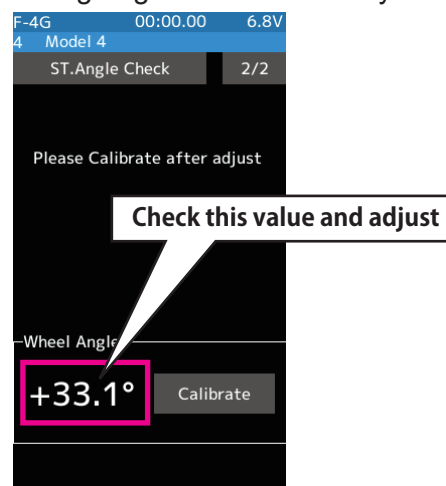 F-4G 00:00.00 6.8V
4 Model 4
ST.Angle Check 2/2
Please Calibrate after adjust
Check this value and adjust
Wheel Angle
+33.1° Calibrate